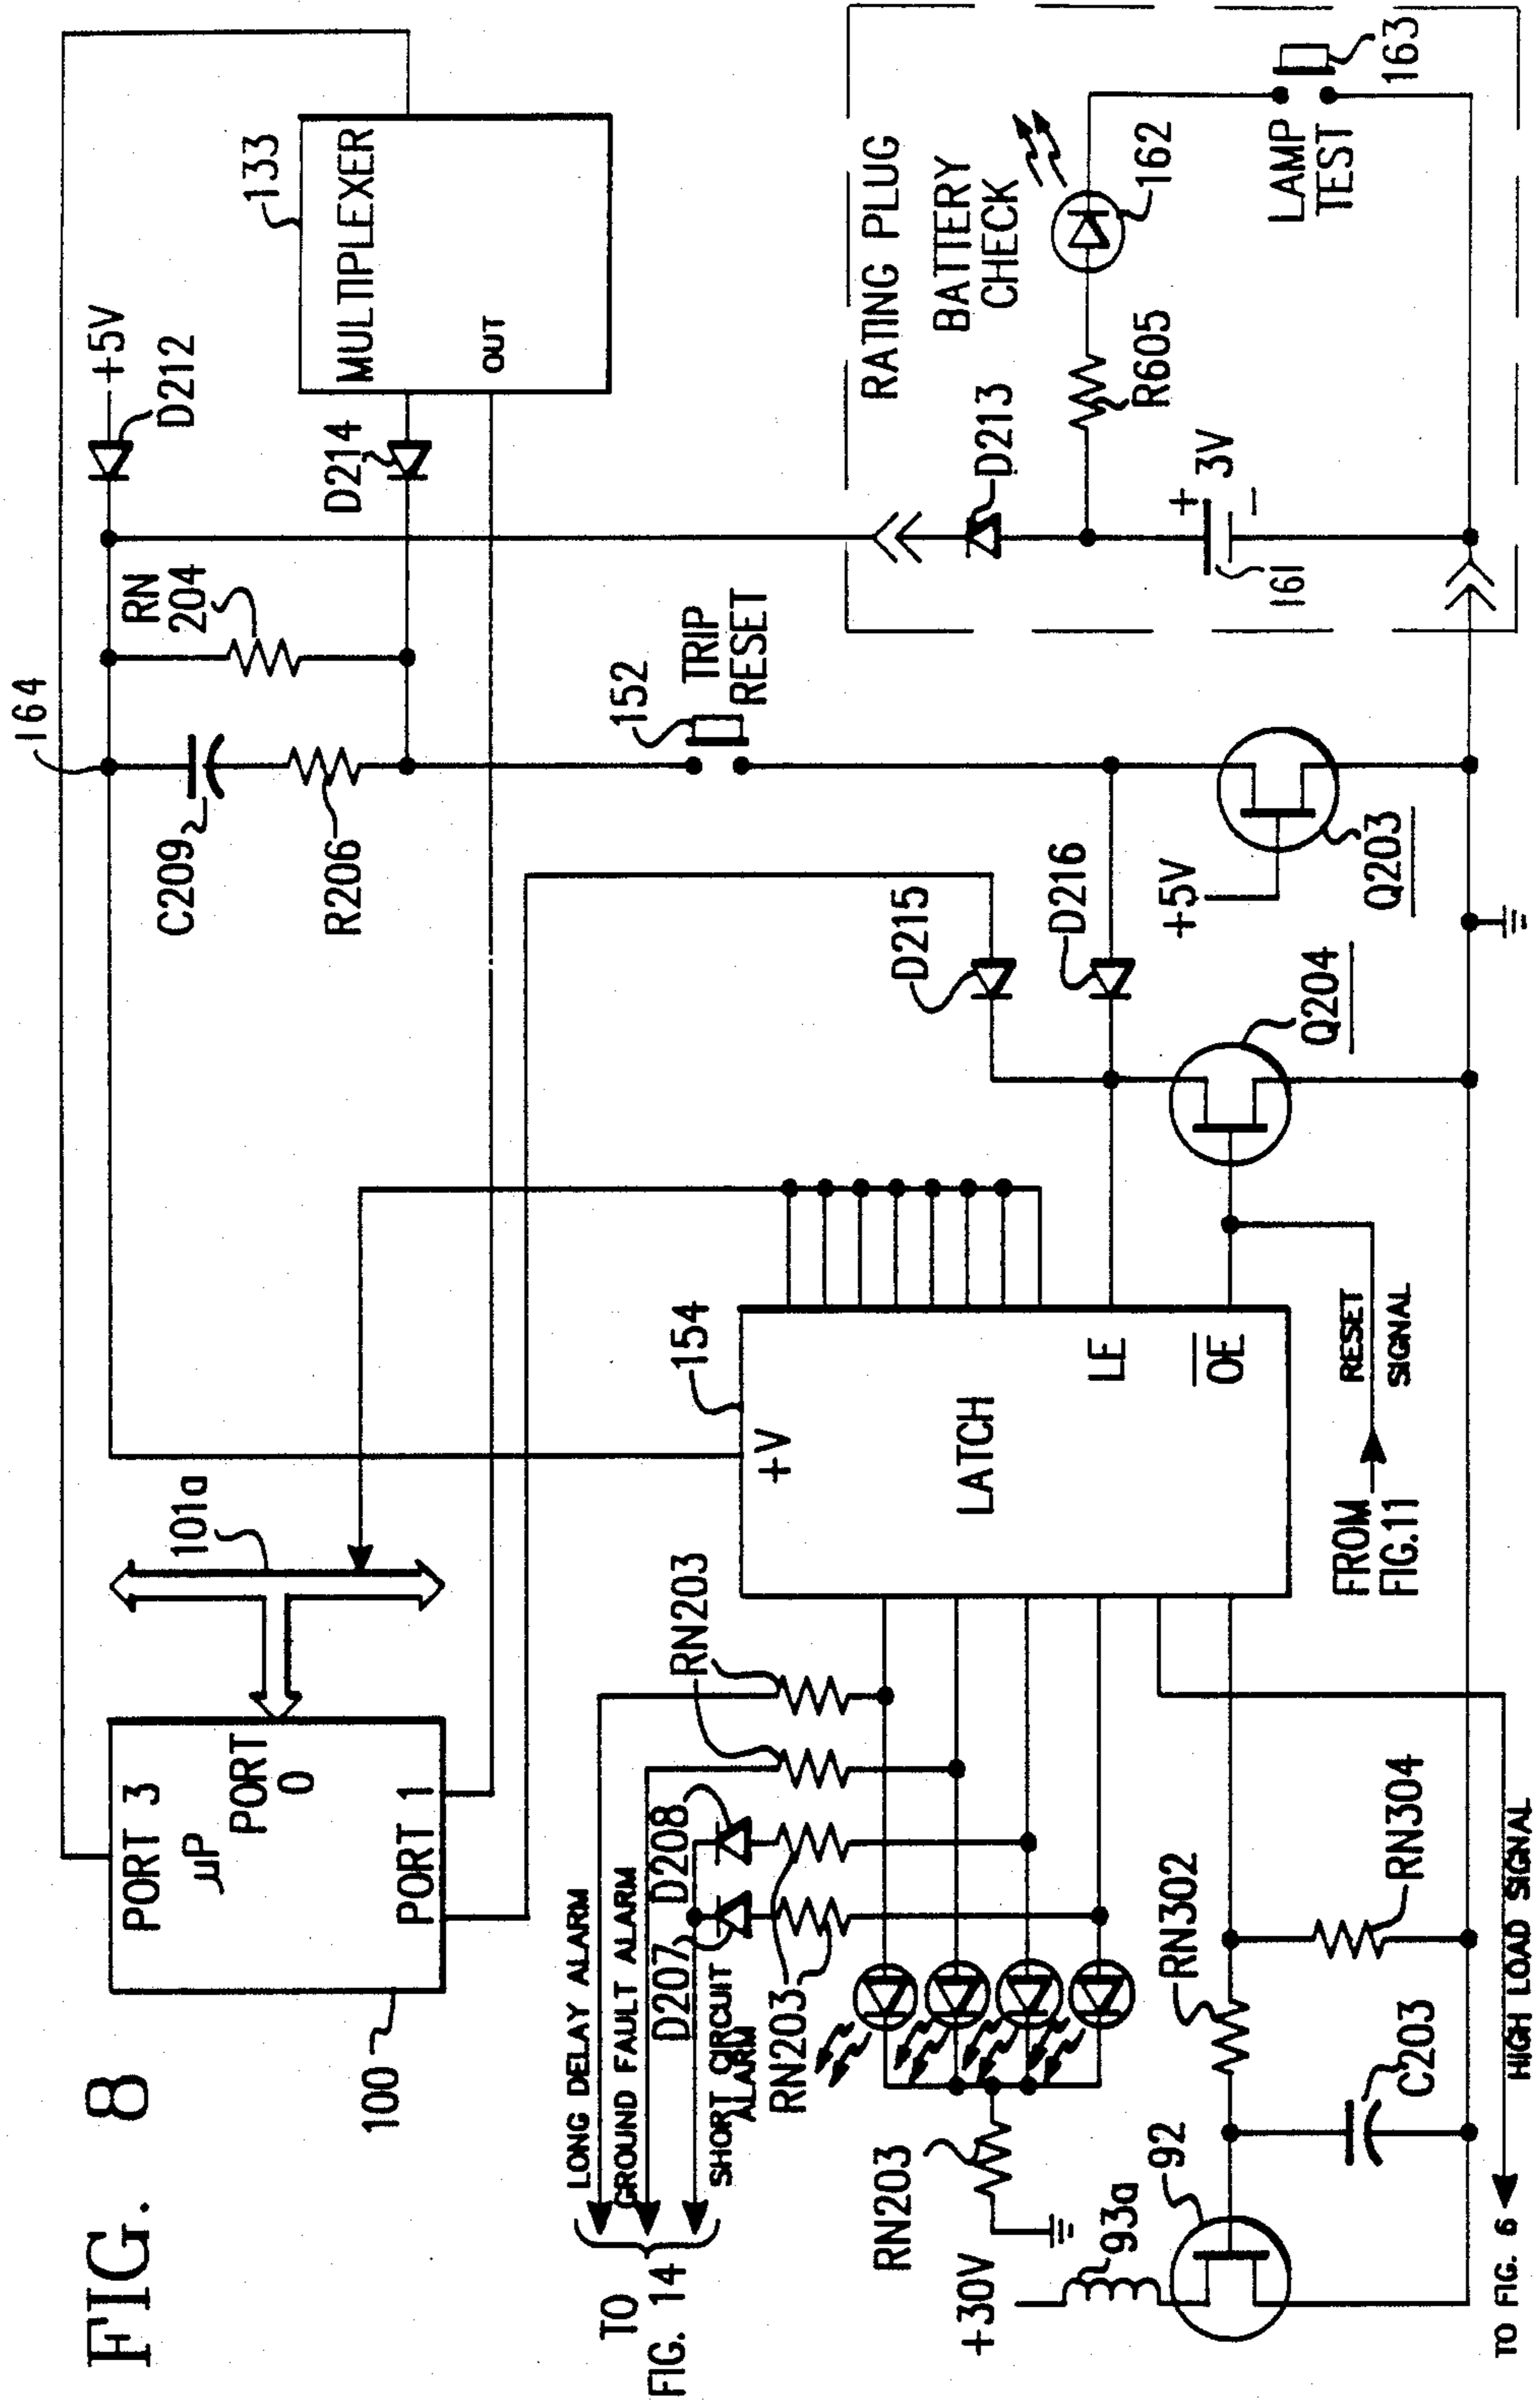 FIG. 8
164
+5V
D212
133
MULTIPLEXER
OUT
D214
RN
204
C209
R206
152
TRIP
RESET
101a
100
PORT 3
µP
PORT
0
PORT 1
RATING PLUG
BATTERY
CHECK
D213
R605
162
3V
+
−
161
LAMP
TEST
163
D215
D216
+5V
Q203
Q204
154
+V
LATCH
LE
OE
RESET
SIGNAL
FROM
FIG.11
RN203
D208
D207
RN203
LONG DELAY ALARM
GROUND FAULT ALARM
SHORT CIRCUIT
ALARM
TO
FIG. 14
RN203
+30V
93a
92
RN302
RN304
C203
HIGH LOAD SIGNAL
TO FIG. 6